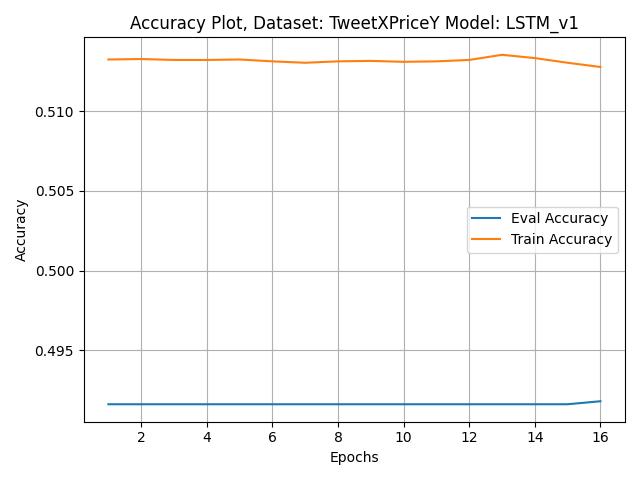 Accuracy Plot, Dataset: TweetXPriceY Model: LSTM_v1
Accuracy
0.510
0.505
0.500
0.495
Eval Accuracy
Train Accuracy
2 4 6 8 10 12 14 16
Epochs